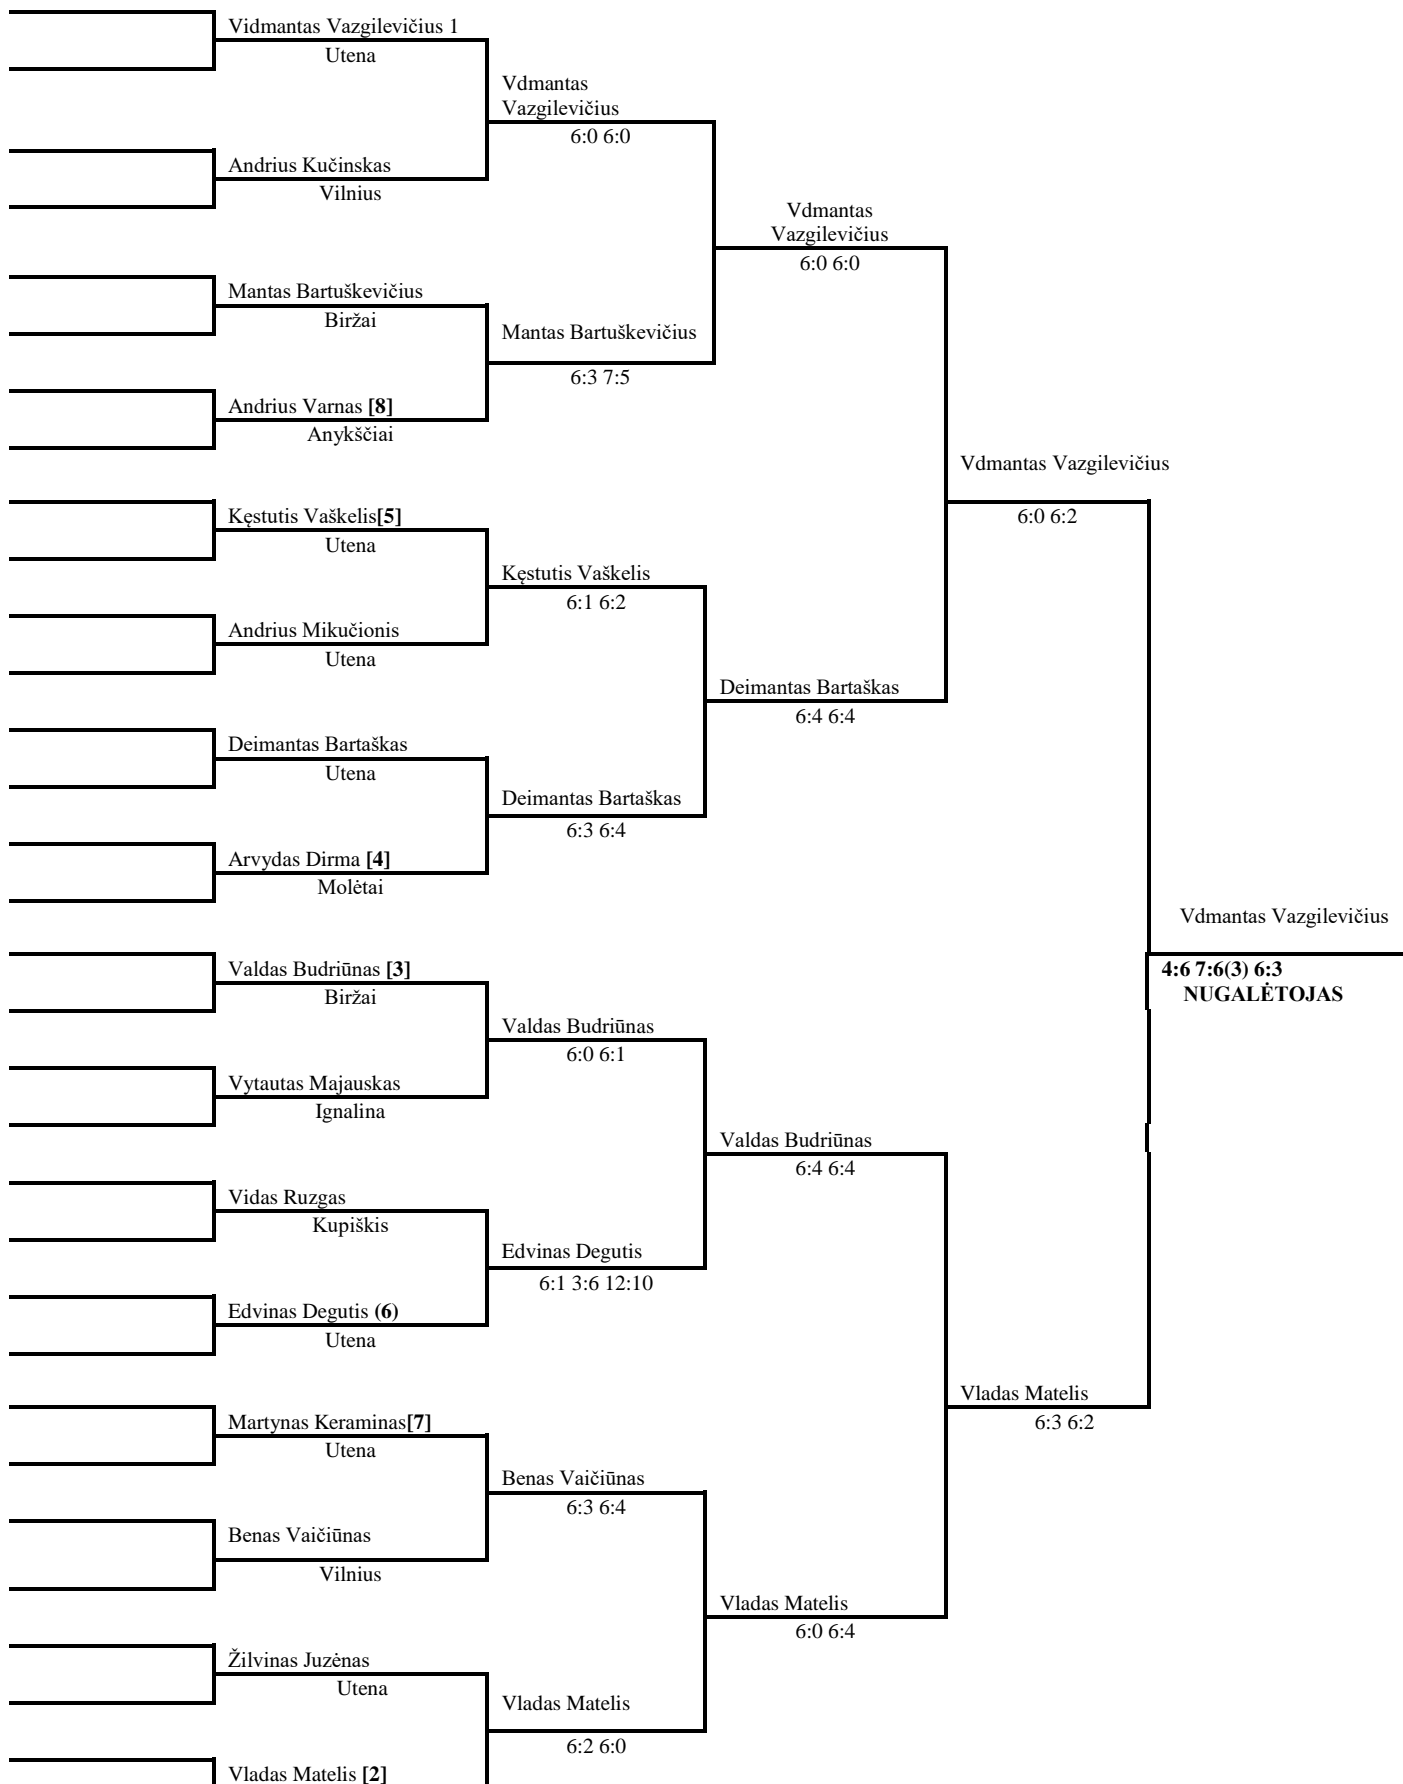 Vidmantas Vazgilevičius 1
Utena
Vdmantas
Vazgilevičius
6:0 6:0
Andrius Kučinskas
Vilnius
Vdmantas
Vazgilevičius
6:0 6:0
Mantas Bartuškevičius
Biržai
Mantas Bartuškevičius
6:3 7:5
Andrius Varnas [8]
Anykščiai
Vdmantas Vazgilevičius
6:0 6:2
Kęstutis Vaškelis[5]
Utena
Kęstutis Vaškelis
6:1 6:2
Andrius Mikučionis
Utena
Deimantas Bartaškas
6:4 6:4
Deimantas Bartaškas
Utena
Deimantas Bartaškas
6:3 6:4
Arvydas Dirma [4]
Molėtai
Vdmantas Vazgilevičius
4:6 7:6(3) 6:3
NUGALĖTOJAS
Valdas Budriūnas [3]
Biržai
Valdas Budriūnas
6:0 6:1
Vytautas Majauskas
Ignalina
Valdas Budriūnas
6:4 6:4
Vidas Ruzgas
Kupiškis
Edvinas Degutis
6:1 3:6 12:10
Edvinas Degutis (6)
Utena
Vladas Matelis
6:3 6:2
Martynas Keraminas[7]
Utena
Benas Vaičiūnas
6:3 6:4
Benas Vaičiūnas
Vilnius
Vladas Matelis
6:0 6:4
Žilvinas Juzėnas
Utena
Vladas Matelis
6:2 6:0
Vladas Matelis [2]